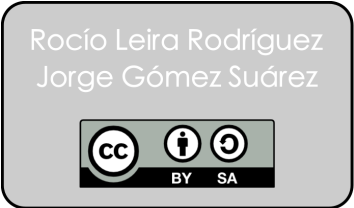 Rocío Leira Rodríguez
Jorge Gómez Suárez
cc
BY SA